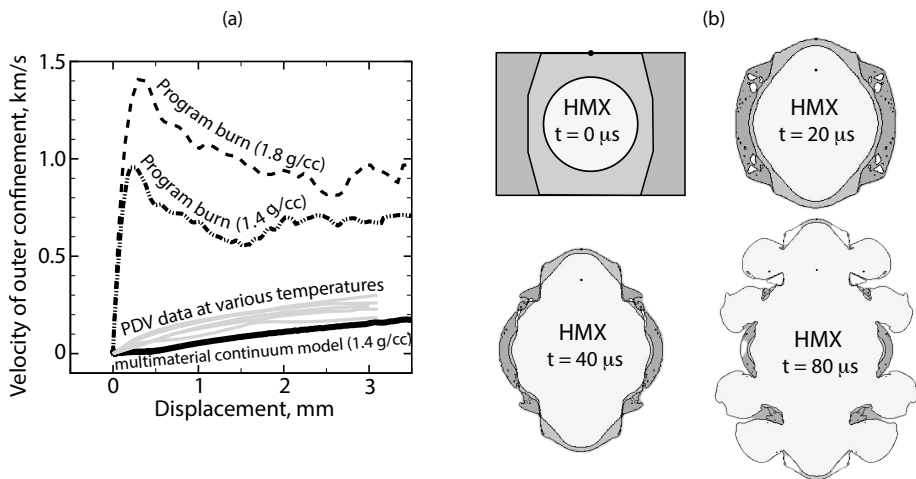 (a)
Velocity of outer confinement, km/s
1.5
1.0
0.5
0
Program burn (1.8 g/cc)
Program burn (1.4 g/cc)
PDV data at various temperatures
multimaterial continuum model (1.4 g/cc)
0
1
2
3
Displacement, mm
(b)
HMX
t = 0 μs
HMX
t = 20 μs
HMX
t = 40 μs
HMX
t = 80 μs